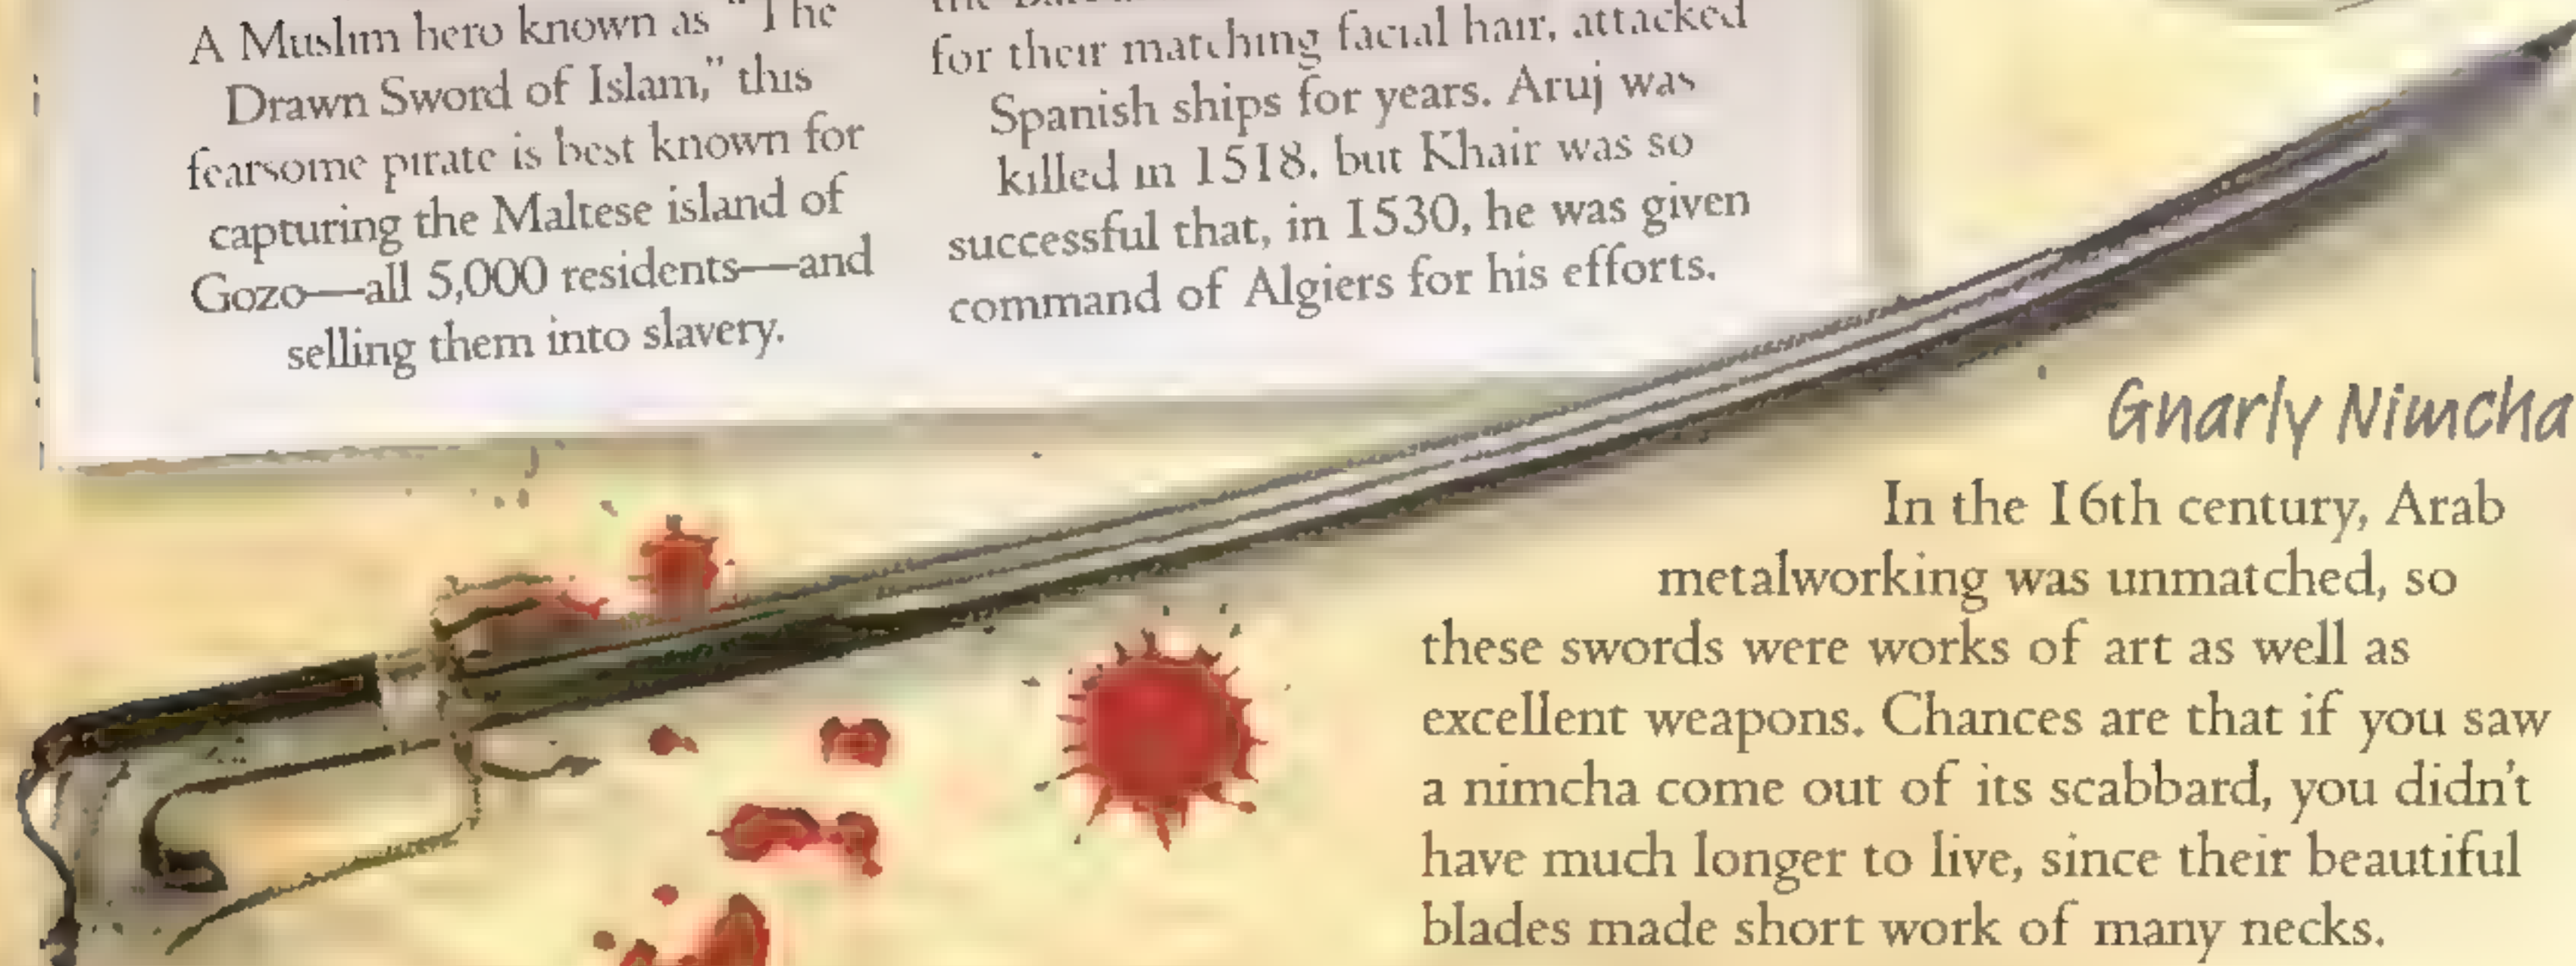 A Muslim hero known as "The
Drawn Sword of Islam," this
fearsome pirate is best known for
capturing the Maltese island of
Gozo—all 5,000 residents—and
selling them into slavery.
for their matching facial hair, attacked
Spanish ships for years. Aruj was
killed in 1518, but Khair was so
successful that, in 1530, he was given
command of Algiers for his efforts.
Gnarly Nimcha
In the 16th century, Arab
metalworking was unmatched, so
these swords were works of art as well as
excellent weapons. Chances are that if you saw
a nimcha come out of its scabbard, you didn't
have much longer to live, since their beautiful
blades made short work of many necks.